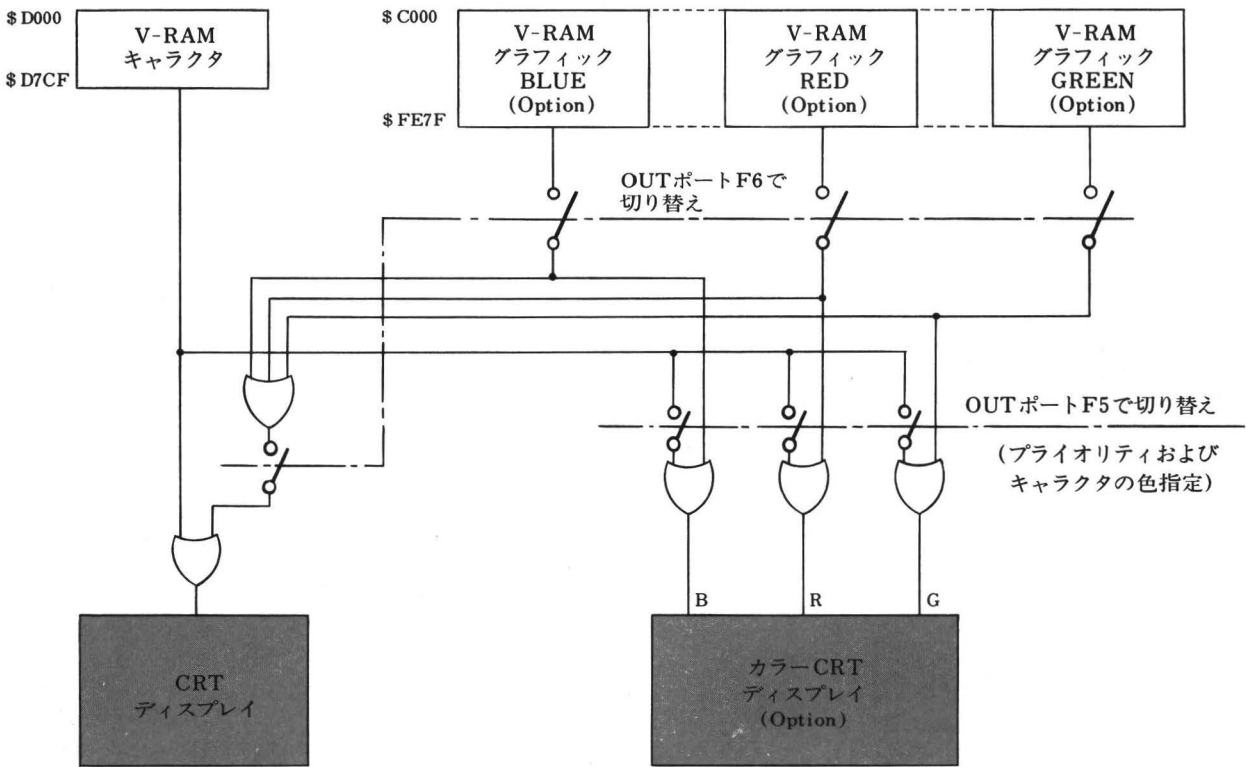 $D000
V-RAM
キャラクタ
$D7CF
$C000
V-RAM
グラフィック
BLUE
(Option)
$FE7F
V-RAM
グラフィック
RED
(Option)
V-RAM
グラフィック
GREEN
(Option)
OUTポートF6で
切り替え
OUTポートF5で切り替え
(プライオリティおよび
キャラクタの色指定)
B
R
G
CRT
ディスプレイ
カラーCRT
ディスプレイ
(Option)